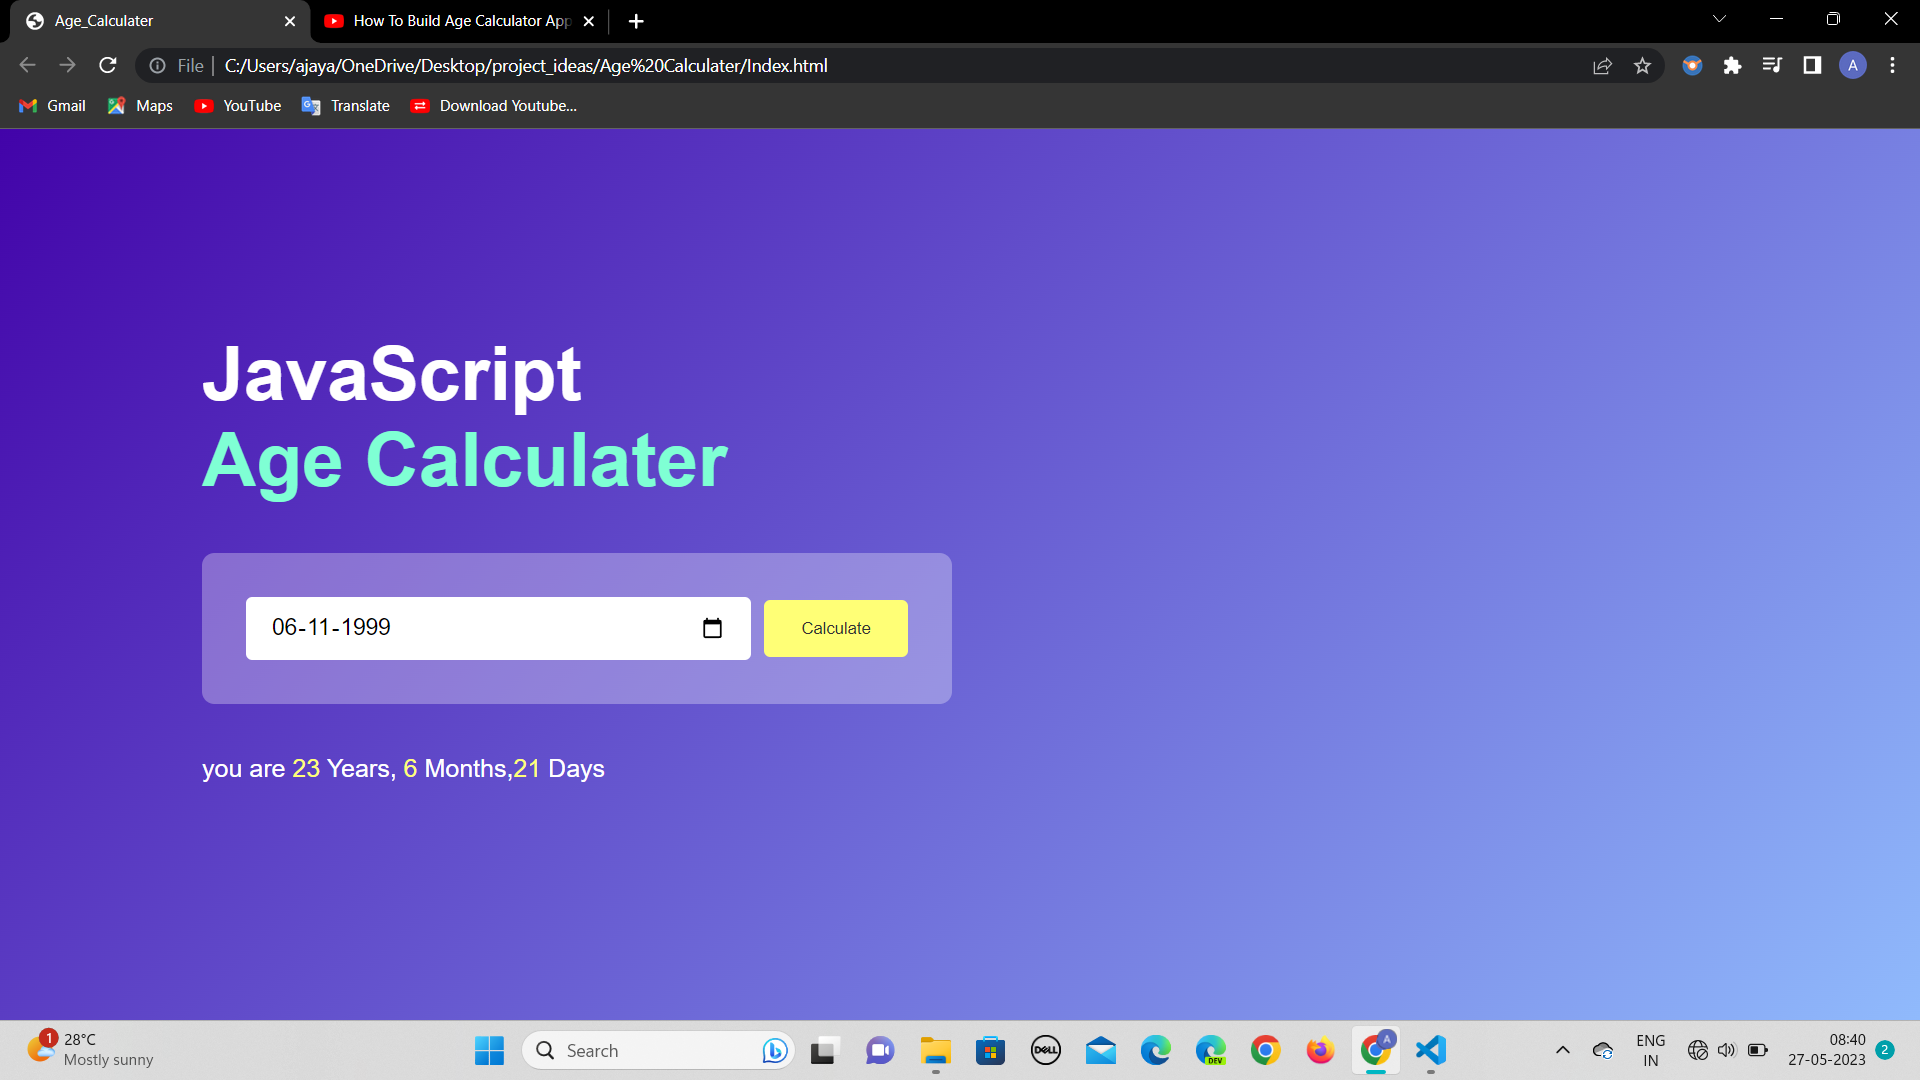 Age_Calculater
How To Build Age Calculator App
File
C:/Users/ajaya/OneDrive/Desktop/project_ideas/Age%20Calculater/Index.html
A
Gmail
Maps
YouTube
Translate
Download Youtube...
JavaScript
Age Calculater
06-11-1999
Calculate
you are 23 Years, 6 Months,21 Days
1
28°C
Mostly sunny
Search
DELL
DEV
A
ENG
IN
08:40
27-05-2023
2